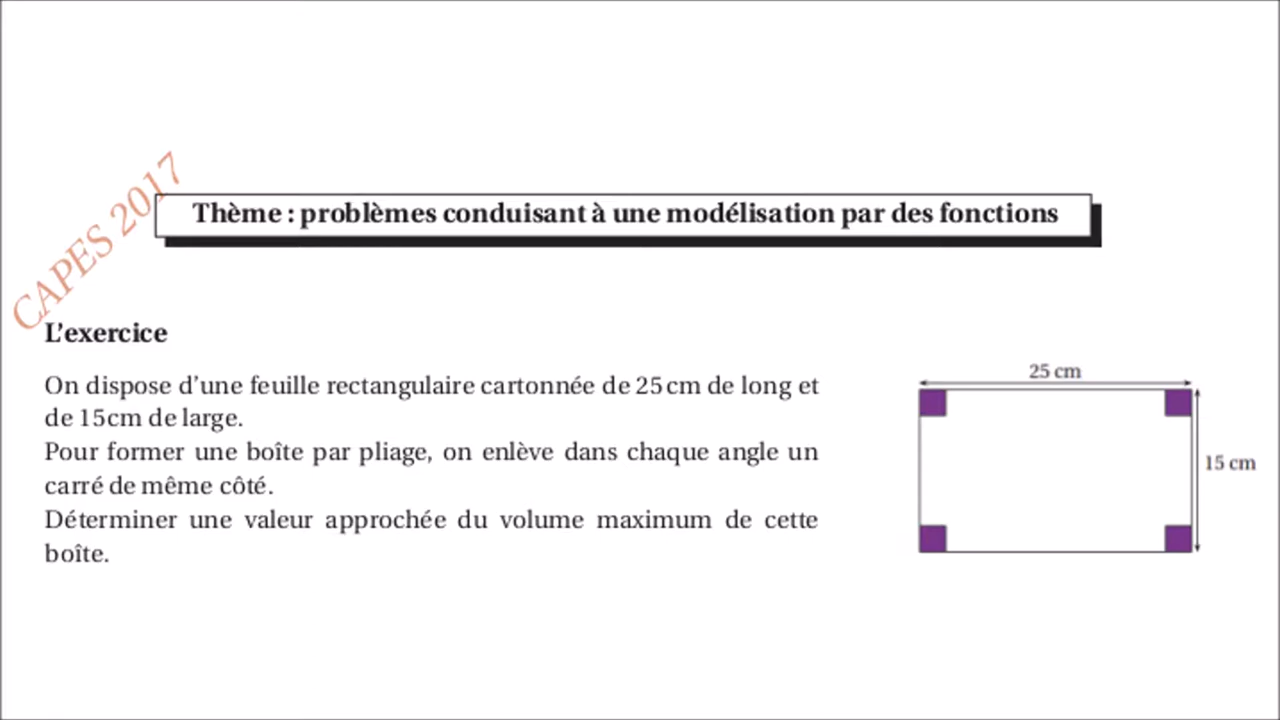 CAPES 2017
Thème : problèmes conduisant à une modélisation par des fonctions
L'exercice
On dispose d'une feuille rectangulaire cartonnée de 25 cm de long et
de 15cm de large.
Pour former une boîte par pliage, on enlève dans chaque angle un
carré de même côté.
Déterminer une valeur approchée du volume maximum de cette
boîte.
25 cm
15 cm